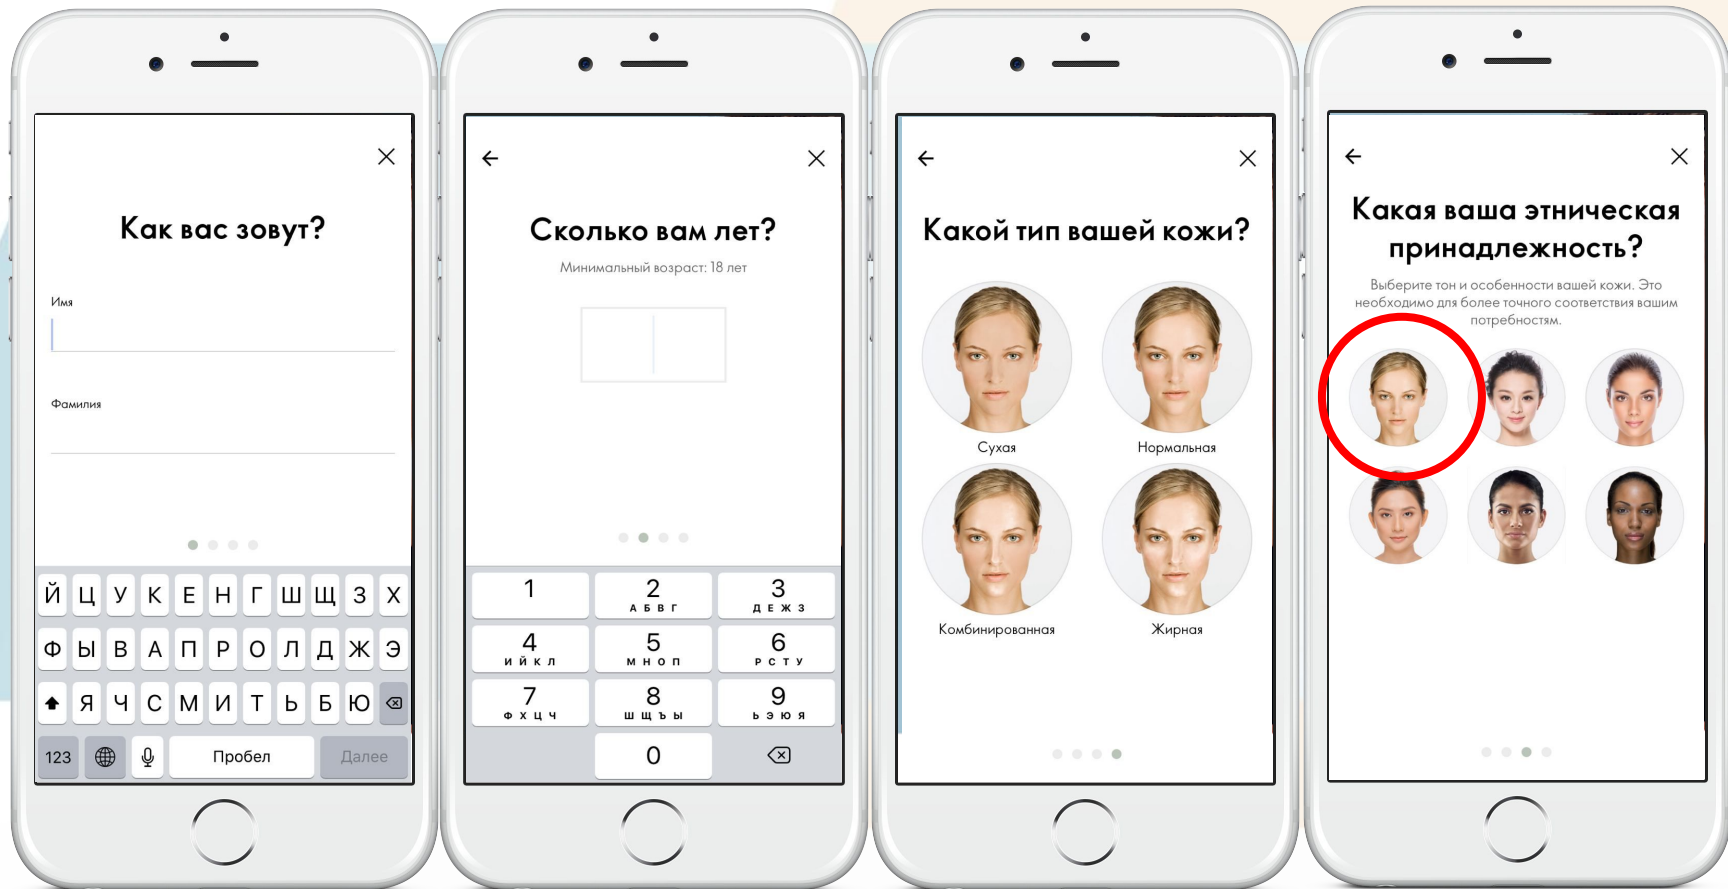 Как вас зовут?
Имя
Фамилия
Й Ц У К Е Н Г Ш Щ З Х
Ф Ы В А П Р О Л Д Ж Э
Я Ч С М И Т Ь Б Ю
123 Пробел Далее
Сколько вам лет?
Минимальный возраст: 18 лет
1 2 3
А Б В Г Д Е Ж З
4 5 6
И Й К Л М Н О П Р С Т У
7 8 9
Ф Х Ц Ч Ш Щ Ъ Ы Ь Э Ю Я
0
Какой тип вашей кожи?
Сухая Нормальная
Комбинированная Жирная
Какая ваша этническая
принадлежность?
Выберите тон и особенности вашей кожи. Это
необходимо для более точного соответствия вашим
потребностям.